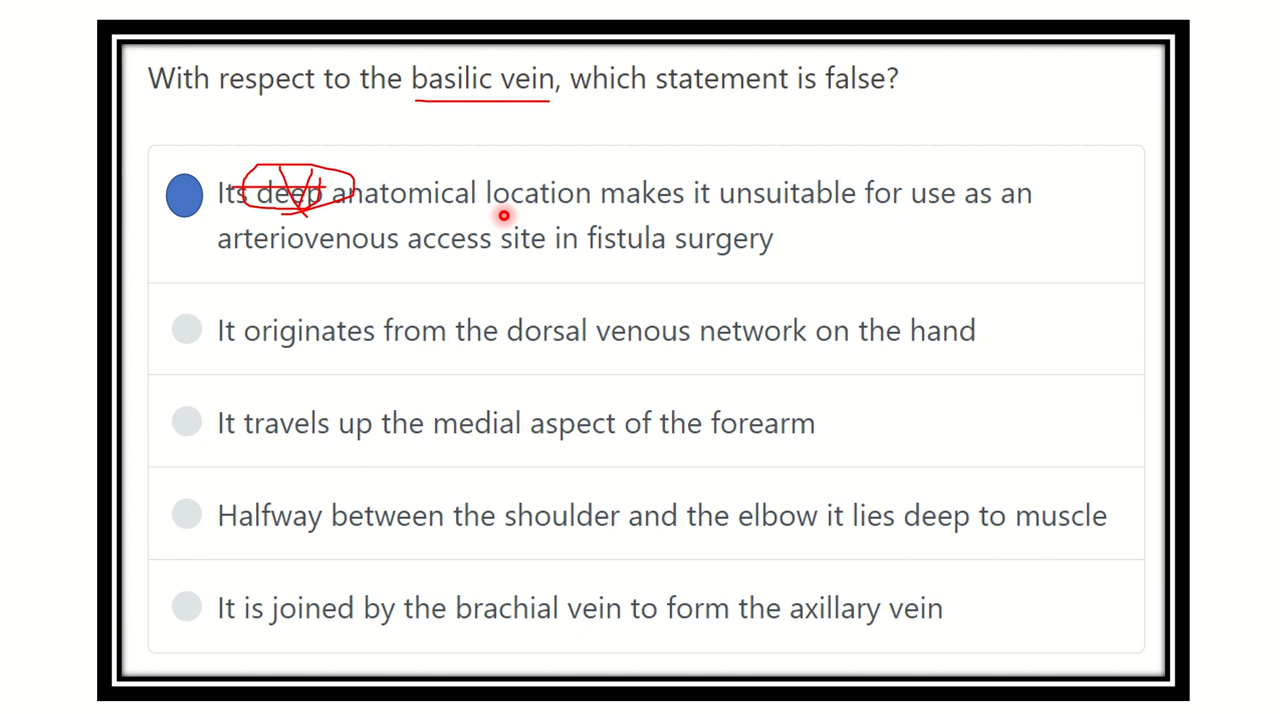 With respect to the basilic vein, which statement is false?
Its deep anatomical location makes it unsuitable for use as an
arteriovenous access site in fistula surgery
It originates from the dorsal venous network on the hand
It travels up the medial aspect of the forearm
Halfway between the shoulder and the elbow it lies deep to muscle
It is joined by the brachial vein to form the axillary vein